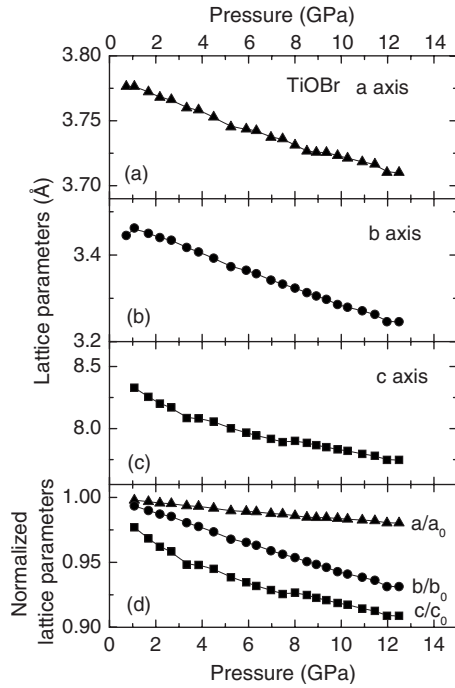 Pressure (GPa)
0 2 4 6 8 10 12 14
3.80
TiOBr a axis
3.75
3.70
(a)
b axis
3.4
(b)
3.2
Lattice parameters (Å)
8.5
c axis
8.0
(c)
1.00
a/a₀
0.95
b/b₀
(d)
c/c₀
0.90
Normalized
lattice parameters
0 2 4 6 8 10 12 14
Pressure (GPa)